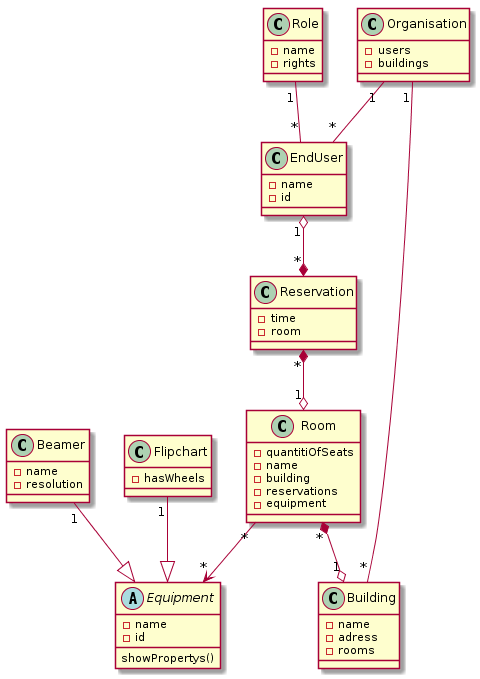 C Role
name
rights
C Organisation
users
buildings
1
1
1
*
*
C EndUser
name
id
1
*
C Reservation
time
room
*
1
C Room
quantitiOfSeats
name
building
reservations
equipment
C Beamer
name
resolution
C Flipchart
hasWheels
1
1
*
*
*
1
*
A Equipment
name
id
showPropertys()
C Building
name
adress
rooms